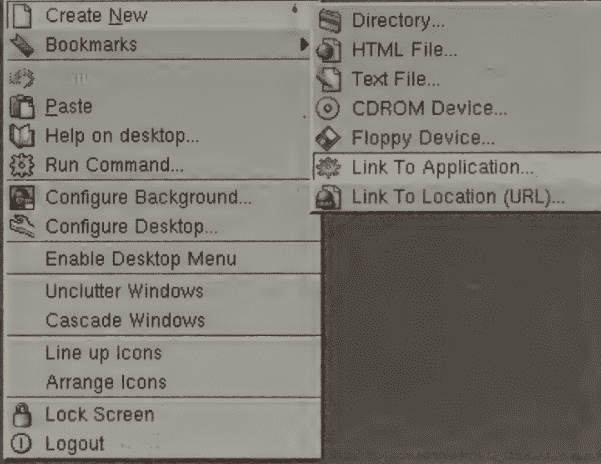 Create New
Bookmarks
Paste
Help on desktop...
Run Command...
Configure Background...
Configure Desktop...
Enable Desktop Menu
Unclutter Windows
Cascade Windows
Line up Icons
Arrange Icons
Lock Screen
Logout
Directory...
HTML File...
Text File...
CDROM Device...
Floppy Device...
Link To Application...
Link To Location (URL)...